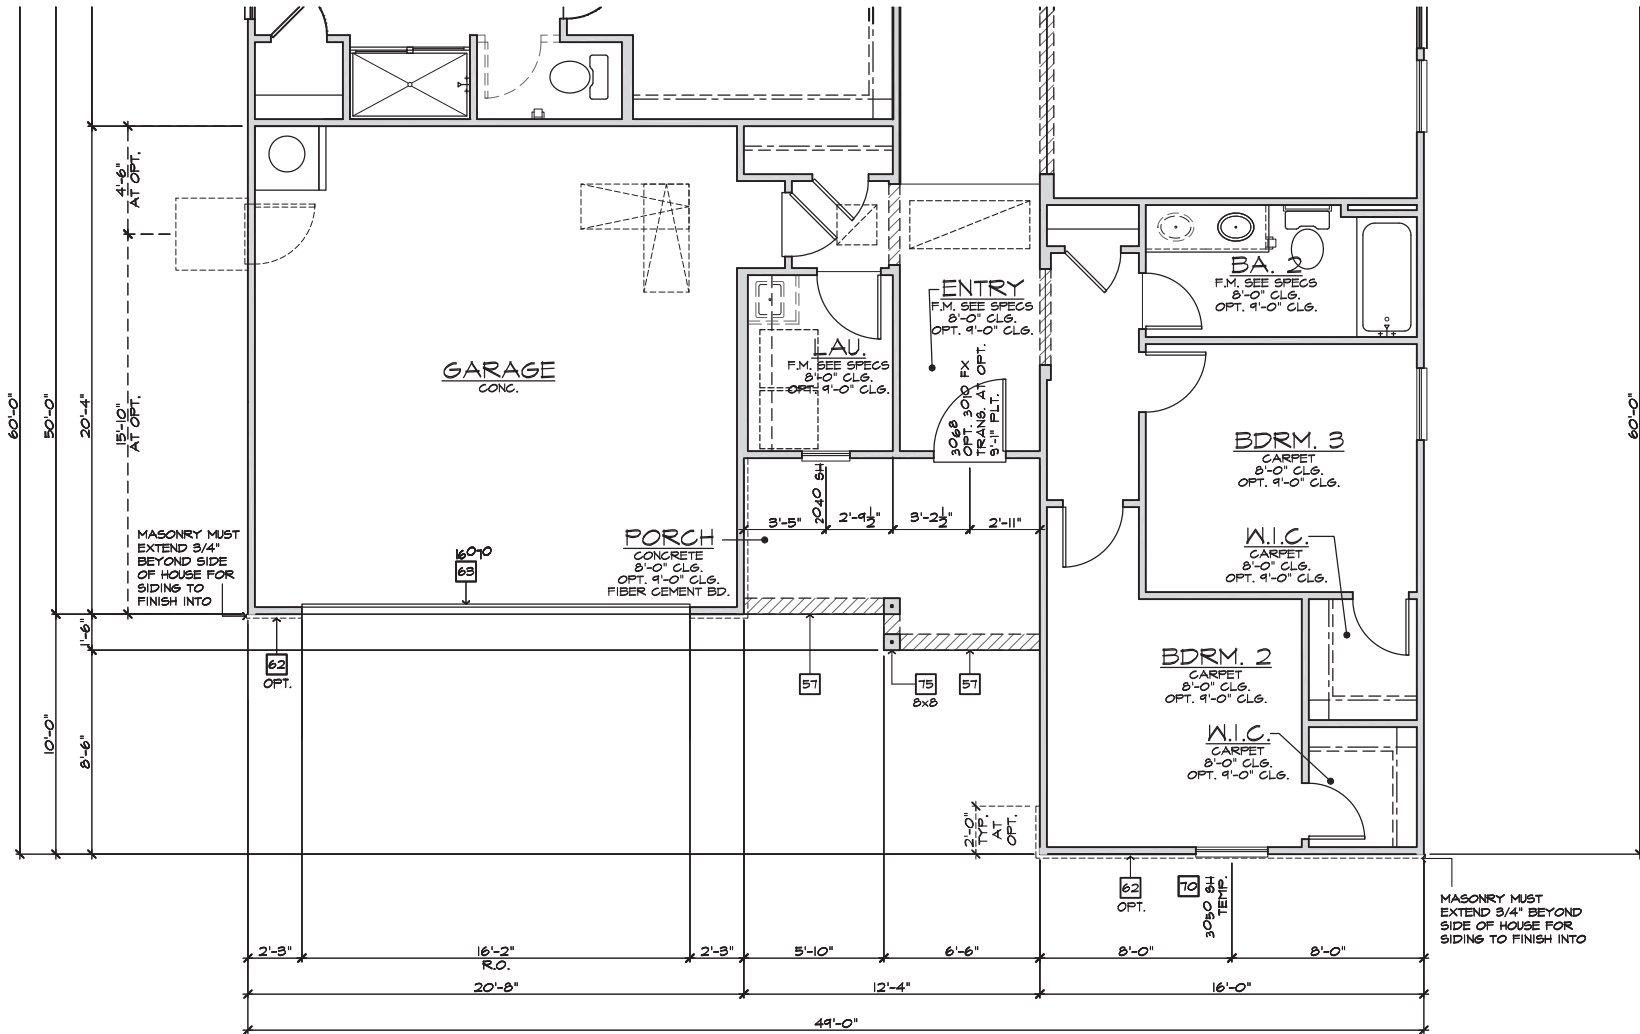 4'-6"
AT OPT.
60'-0"
50'-0"
20'-4"
15'-10"
AT OPT.
60'-0"
GARAGE
CONC.
LAU.
F.M. SEE SPECS
8'-0" CLG.
OPT. 9'-0" CLG.
ENTRY
F.M. SEE SPECS
8'-0" CLG.
OPT. 9'-0" CLG.
3068
OPT. 3010 FX
TRANS. AT OPT.
9'-1" PLT.
BA. 2
F.M. SEE SPECS
8'-0" CLG.
OPT. 9'-0" CLG.
BDRM. 3
CARPET
8'-0" CLG.
OPT. 9'-0" CLG.
W.I.C.
CARPET
8'-0" CLG.
OPT. 9'-0" CLG.
2040 SH
3'-5"
2'-9 1/2"
3'-2 1/2"
2'-11"
MASONRY MUST
EXTEND 3/4"
BEYOND SIDE
OF HOUSE FOR
SIDING TO
FINISH INTO
16070
63
PORCH
CONCRETE
8'-0" CLG.
OPT. 9'-0" CLG.
FIBER CEMENT BD.
1'-6"
10'-0"
8'-6"
62
OPT.
57
75
8x8
57
BDRM. 2
CARPET
8'-0" CLG.
OPT. 9'-0" CLG.
W.I.C.
CARPET
8'-0" CLG.
OPT. 9'-0" CLG.
2'-0"
TYP.
AT
OPT.
62
OPT.
70
3050 SH
TEMP.
MASONRY MUST
EXTEND 3/4" BEYOND
SIDE OF HOUSE FOR
SIDING TO FINISH INTO
2'-3"
16'-2"
R.O.
2'-3"
5'-10"
6'-6"
8'-0"
8'-0"
20'-8"
12'-4"
16'-0"
49'-0"